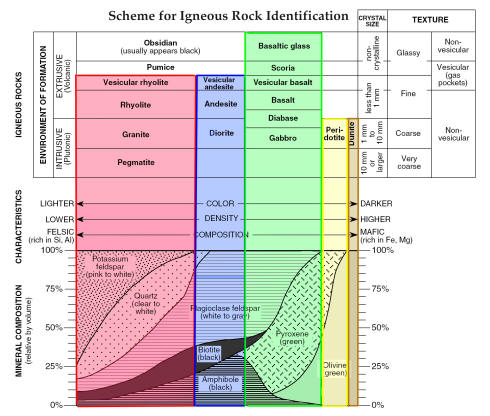 Scheme for Igneous Rock Identification
CRYSTAL
SIZE
TEXTURE
IGNEOUS ROCKS
ENVIRONMENT OF FORMATION
EXTRUSIVE
(Volcanic)
INTRUSIVE
(Plutonic)
Obsidian
(usually appears black)
Basaltic glass
Pumice
Scoria
Vesicular rhyolite
Vesicular
andesite
Vesicular basalt
Rhyolite
Andesite
Basalt
Diabase
Granite
Diorite
Gabbro
Peri-
dotite
Dunite
Pegmatite
non-
crystalline
less than
1 mm
1 mm
to
10 mm
10 mm
or
larger
Glassy
Fine
Coarse
Very
coarse
Non-
vesicular
Vesicular
(gas
pockets)
Non-
vesicular
CHARACTERISTICS
LIGHTER
COLOR
DARKER
LOWER
DENSITY
HIGHER
FELSIC
(rich in Si, Al)
COMPOSITION
MAFIC
(rich in Fe, Mg)
MINERAL COMPOSITION
(relative by volume)
100%
75%
50%
25%
0%
100%
75%
50%
25%
0%
Potassium
feldspar
(pink to white)
Quartz
(clear to
white)
Plagioclase feldspar
(white to gray)
Pyroxene
(green)
Biotite
(black)
Amphibole
(black)
Olivine
green)